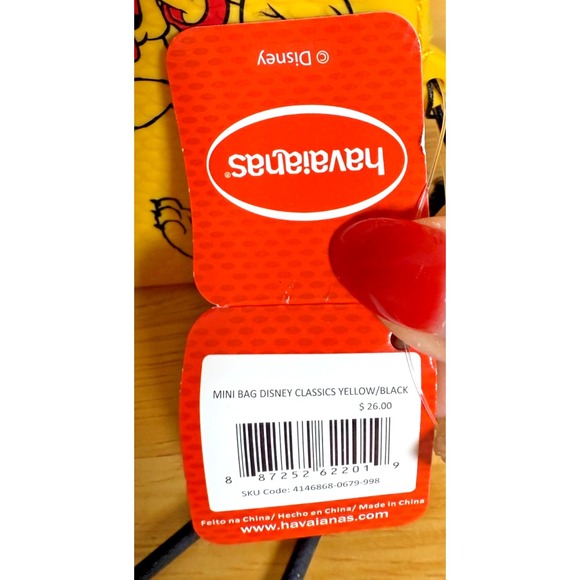 © Disney
havaianas®
MINI BAG DISNEY CLASSICS YELLOW/BLACK
$ 26.00
8 87252 62201 9
SKU Code: 4146868-0679-998
Feito na China/ Hecho en China/ Made in China
www.havaianas.com